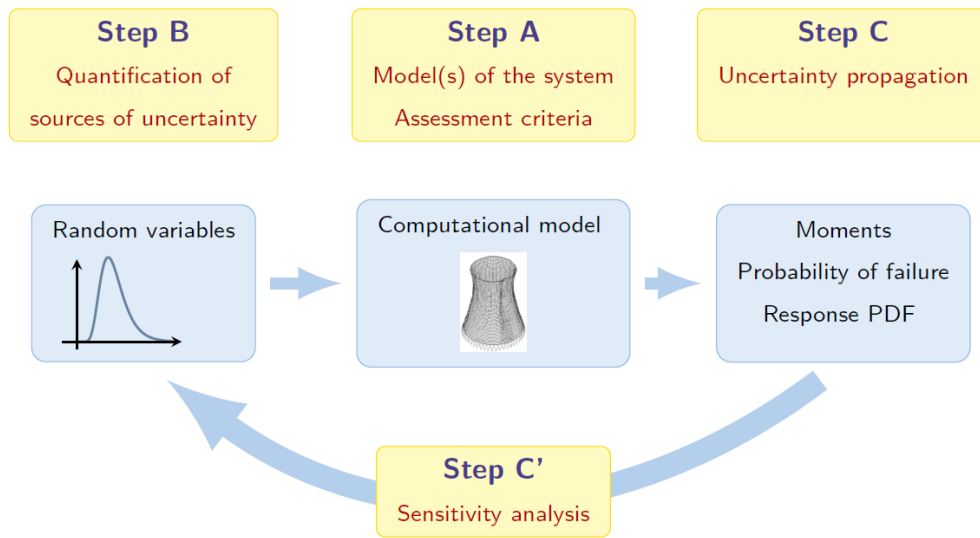 Step B
Quantification of
sources of uncertainty
Step A
Model(s) of the system
Assessment criteria
Step C
Uncertainty propagation
Random variables
Computational model
Moments
Probability of failure
Response PDF
Step C’
Sensitivity analysis